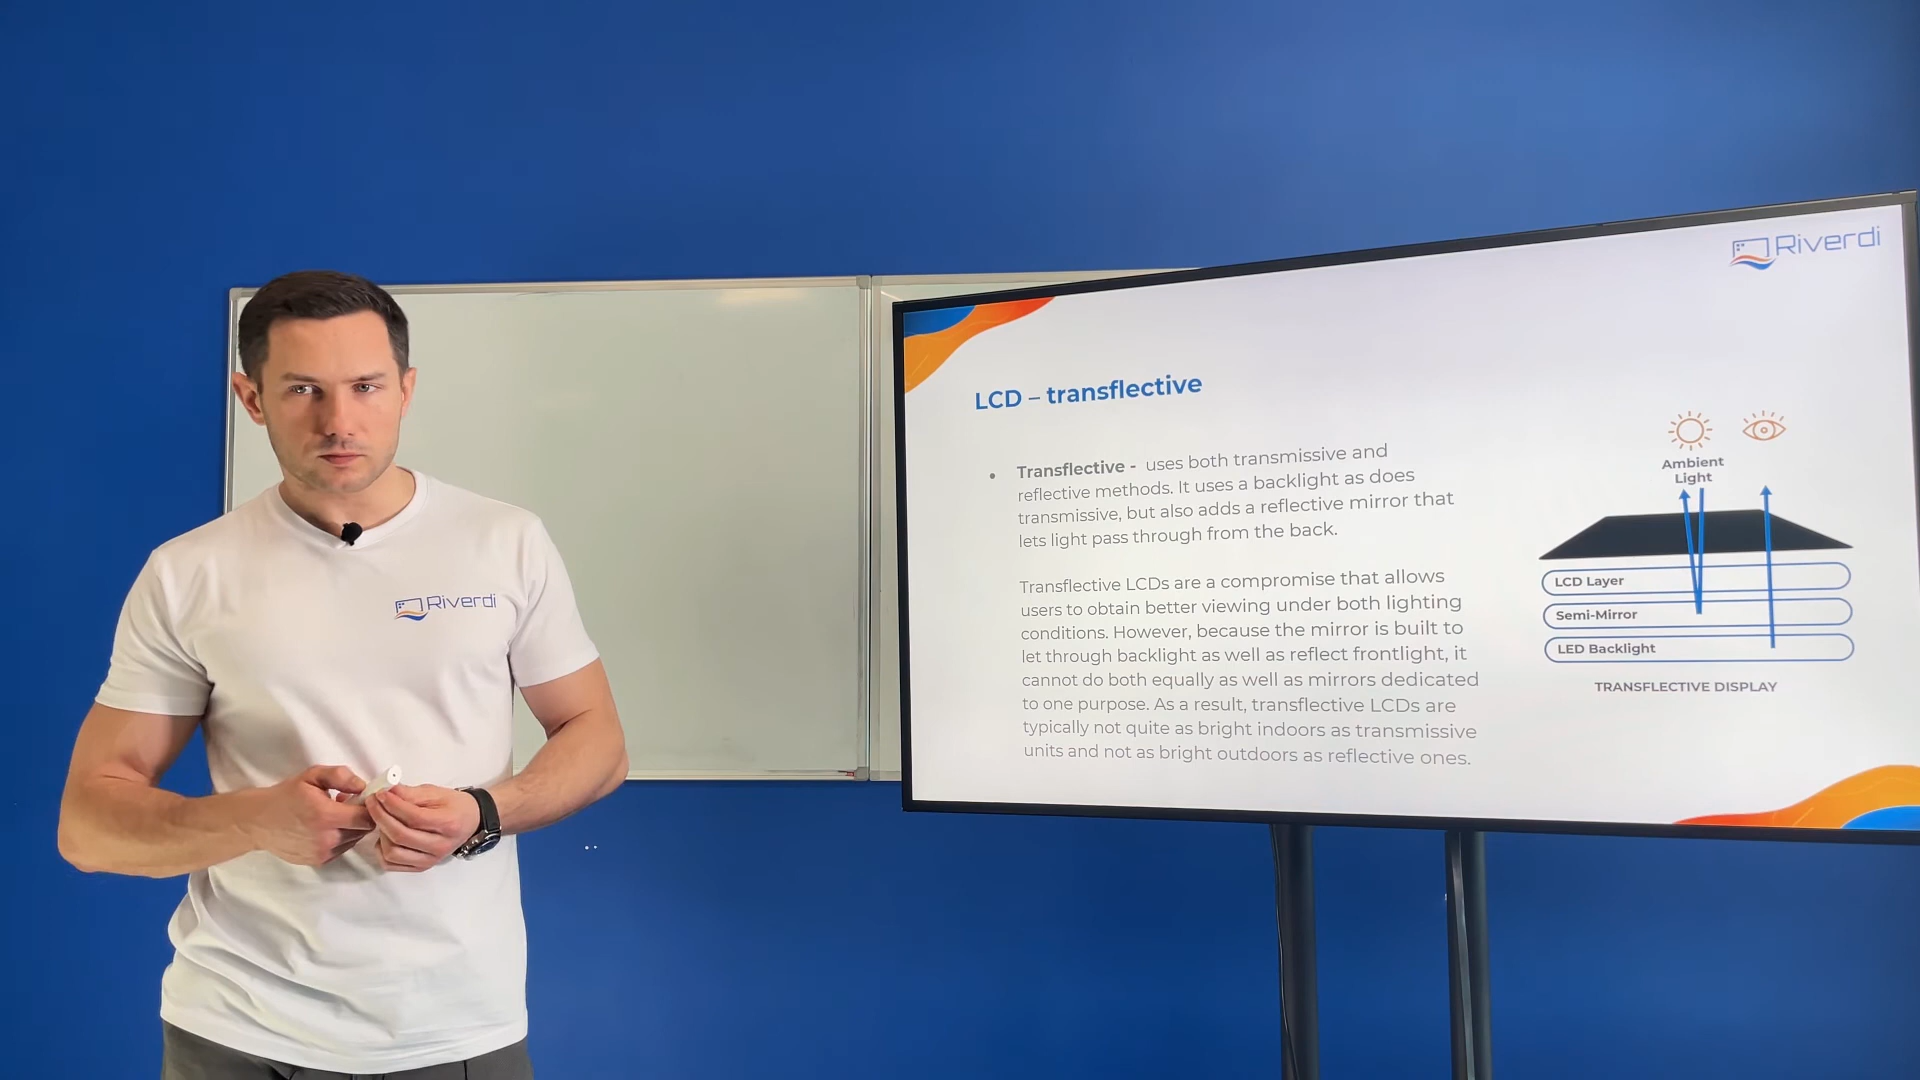 Riverdi
LCD – transflective
• Transflective - uses both transmissive and
reflective methods. It uses a backlight as does
transmissive, but also adds a reflective mirror that
lets light pass through from the back.
Transflective LCDs are a compromise that allows
users to obtain better viewing under both lighting
conditions. However, because the mirror is built to
let through backlight as well as reflect frontlight, it
cannot do both equally as well as mirrors dedicated
to one purpose. As a result, transflective LCDs are
typically not quite as bright indoors as transmissive
units and not as bright outdoors as reflective ones.
Ambient
Light
LCD Layer
Semi-Mirror
LED Backlight
TRANSFLECTIVE DISPLAY
Riverdi